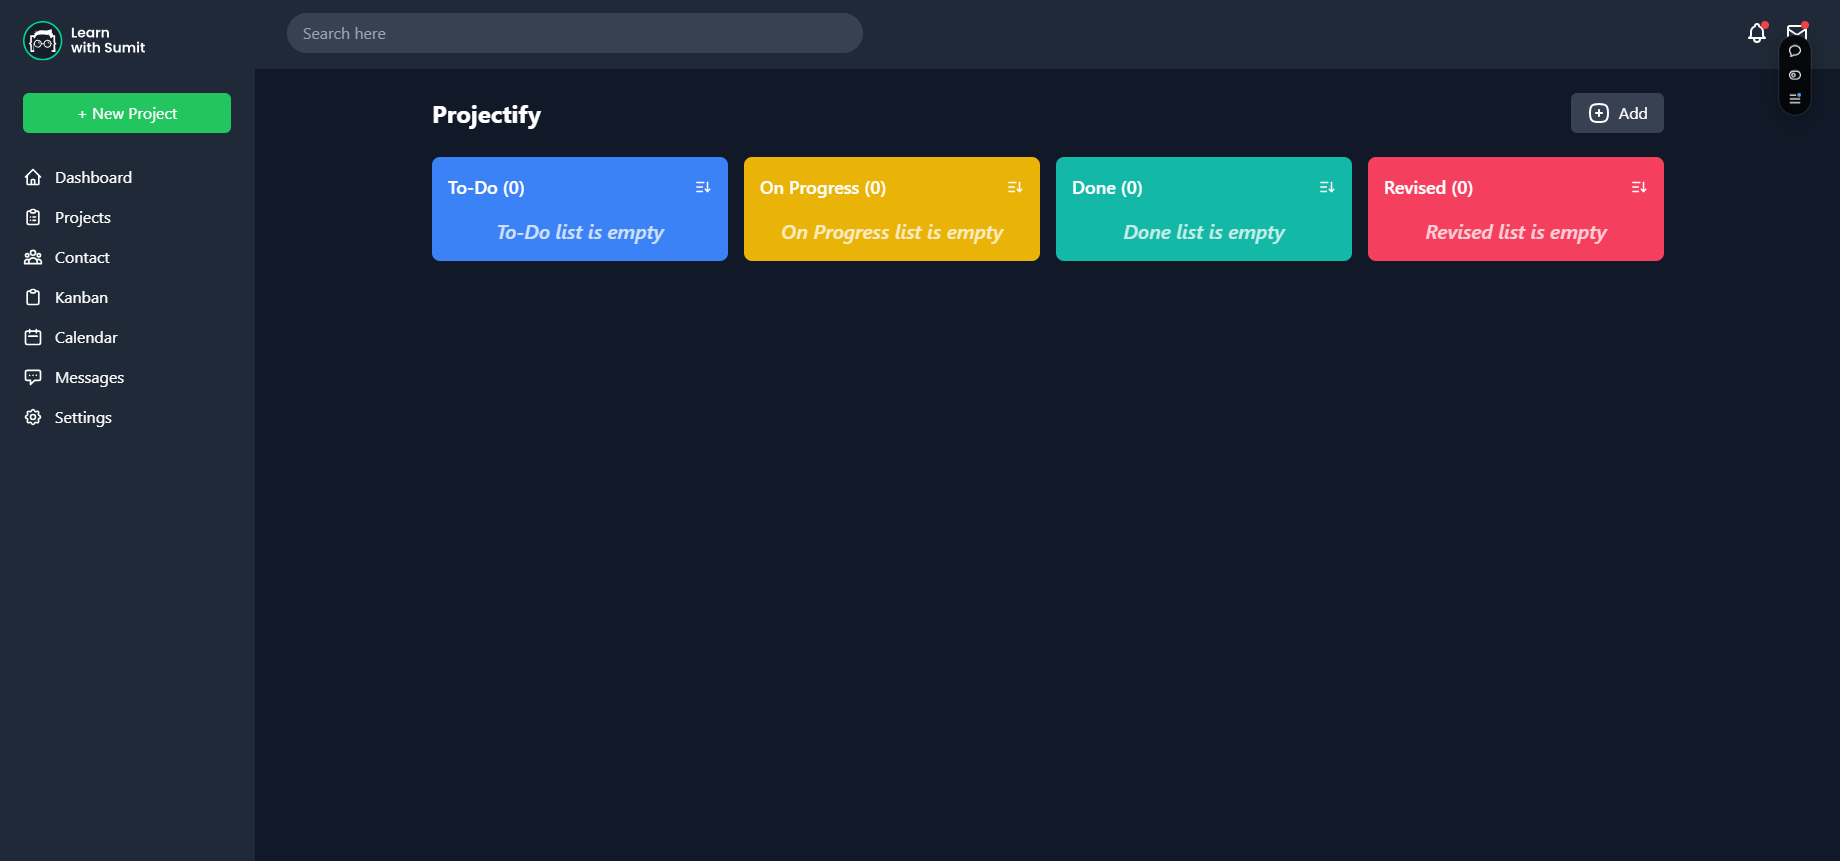 Learn
with Sumit
Search here
+ New Project
Dashboard
Projects
Contact
Kanban
Calendar
Messages
Settings
Projectify
Add
To-Do (0)
To-Do list is empty
On Progress (0)
On Progress list is empty
Done (0)
Done list is empty
Revised (0)
Revised list is empty